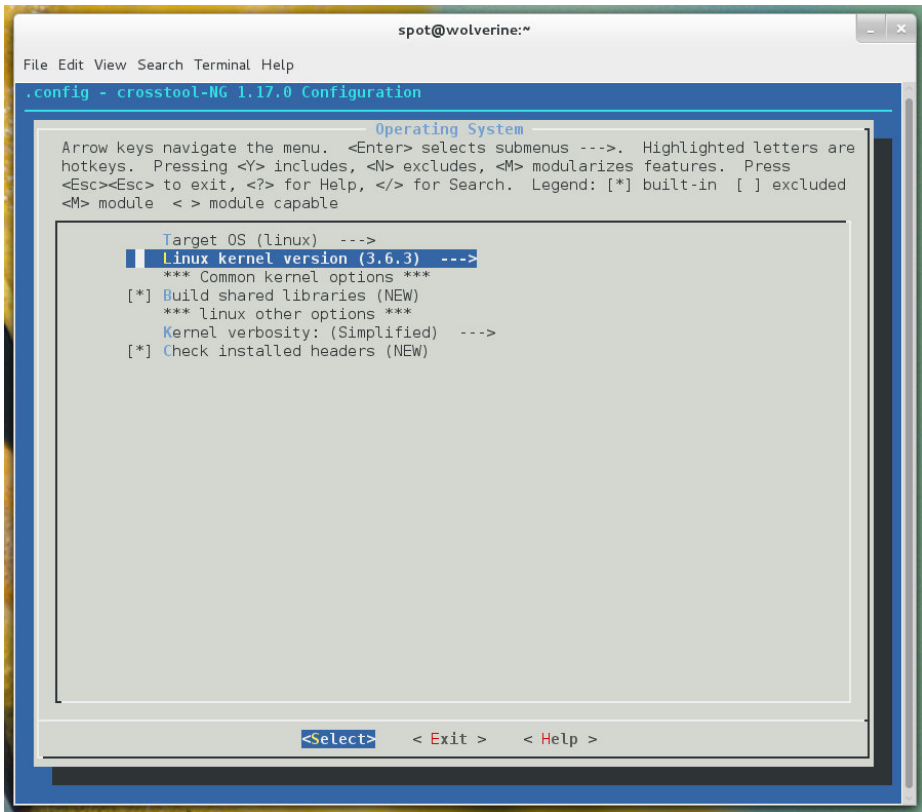 spot@wolverine:~
File Edit View Search Terminal Help
.config - crosstool-NG 1.17.0 Configuration
Operating System
Arrow keys navigate the menu.  <Enter> selects submenus --->.  Highlighted letters are
hotkeys.  Pressing <Y> includes, <N> excludes, <M> modularizes features.  Press
<Esc><Esc> to exit, <?> for Help, </> for Search.  Legend: [*] built-in  [ ] excluded
<M> module  < > module capable
Target OS (linux)  --->
Linux kernel version (3.6.3)  --->
*** Common kernel options ***
[*] Build shared libraries (NEW)
*** linux other options ***
Kernel verbosity: (Simplified)  --->
[*] Check installed headers (NEW)
<Select>    < Exit >    < Help >